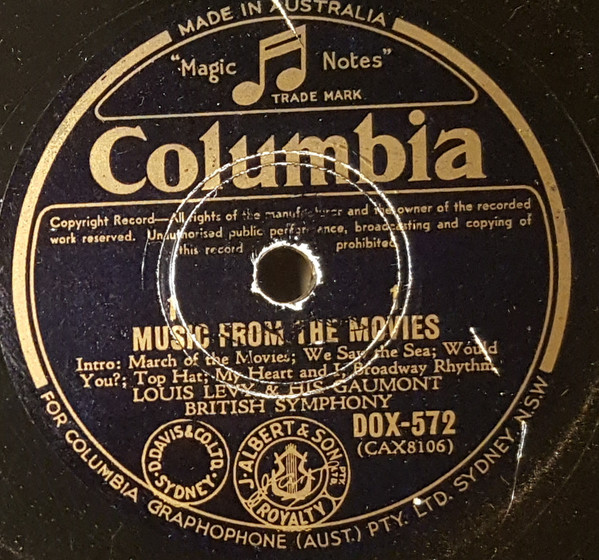 MADE IN AUSTRALIA
"Magic Notes"
TRADE MARK
Columbia
Copyright Record—All rights of the manufacturer and the owner of the recorded
work reserved. Unauthorised public performance, broadcasting and copying of
this record prohibited
MUSIC FROM THE MOVIES
Intro: March of the Movies; We Saw the Sea; Would
You?; Top Hat; My Heart and I; Broadway Rhythm
LOUIS LEVY & HIS GAUMONT
BRITISH SYMPHONY
DOX-572
(CAX8106)
D. DAVIS & CO. LTD.
SYDNEY.
J. ALBERT & SON
PTY. LTD.
ROYALTY
FOR COLUMBIA GRAPHOPHONE (AUST.) PTY. LTD. SYDNEY, N.S.W